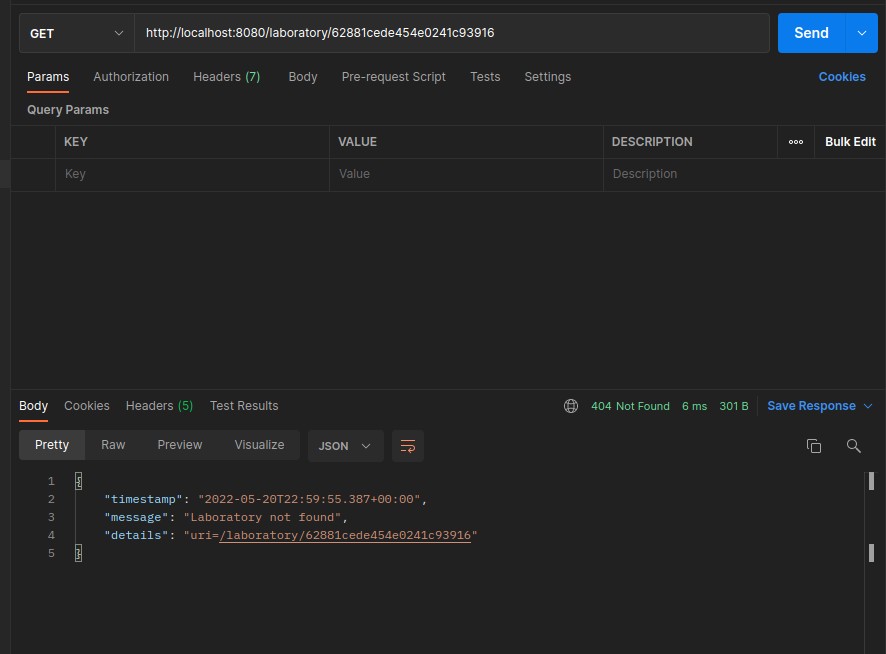 GET http://localhost:8080/laboratory/62881cede454e0241c93916 Send
Params Authorization Headers (7) Body Pre-request Script Tests Settings Cookies
Query Params
KEY VALUE DESCRIPTION ooo Bulk Edit
Key Value Description
Body Cookies Headers (5) Test Results 404 Not Found 6 ms 301 B Save Response
Pretty Raw Preview Visualize JSON
1 {
2 "timestamp": "2022-05-20T22:59:55.387+00:00",
3 "message": "Laboratory not found",
4 "details": "uri=/laboratory/62881cede454e0241c93916"
5 }